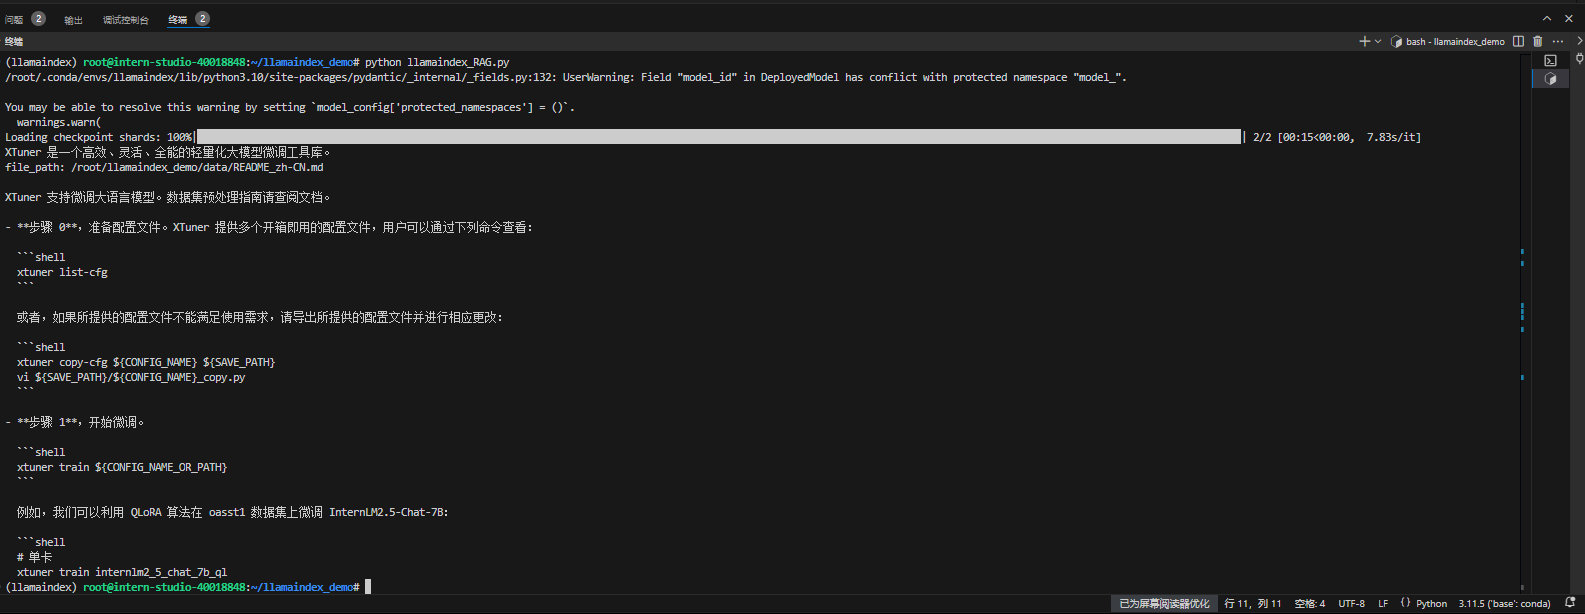 问题 2 输出 调试控制台 终端 2
终端
bash - llamaindex_demo
(llamaindex) root@intern-studio-40018848:~/llamaindex_demo# python llamaindex_RAG.py
/root/.conda/envs/llamaindex/lib/python3.10/site-packages/pydantic/_internal/_fields.py:132: UserWarning: Field "model_id" in DeployedModel has conflict with protected namespace "model_".
You may be able to resolve this warning by setting `model_config['protected_namespaces'] = ()`.
warnings.warn(
Loading checkpoint shards: 100%| | 2/2 [00:15<00:00, 7.83s/it]
XTuner 是一个高效、灵活、全能的轻量化大模型微调工具库。
file_path: /root/llamaindex_demo/data/README_zh-CN.md
XTuner 支持微调大语言模型。数据集预处理指南请查阅文档。
- **步骤 0**，准备配置文件。XTuner 提供多个开箱即用的配置文件，用户可以通过下列命令查看：
```shell
xtuner list-cfg
```
或者，如果所提供的配置文件不能满足使用需求，请导出所提供的配置文件并进行相应更改：
```shell
xtuner copy-cfg ${CONFIG_NAME} ${SAVE_PATH}
vi ${SAVE_PATH}/${CONFIG_NAME}_copy.py
```
- **步骤 1**，开始微调。
```shell
xtuner train ${CONFIG_NAME_OR_PATH}
```
例如，我们可以利用 QLoRA 算法在 oasst1 数据集上微调 InternLM2.5-Chat-7B:
```shell
# 单卡
xtuner train internlm2_5_chat_7b_ql
(llamaindex) root@intern-studio-40018848:~/llamaindex_demo#
已为屏幕阅读器优化 行 11，列 11 空格: 4 UTF-8 LF {} Python 3.11.5 ('base': conda)